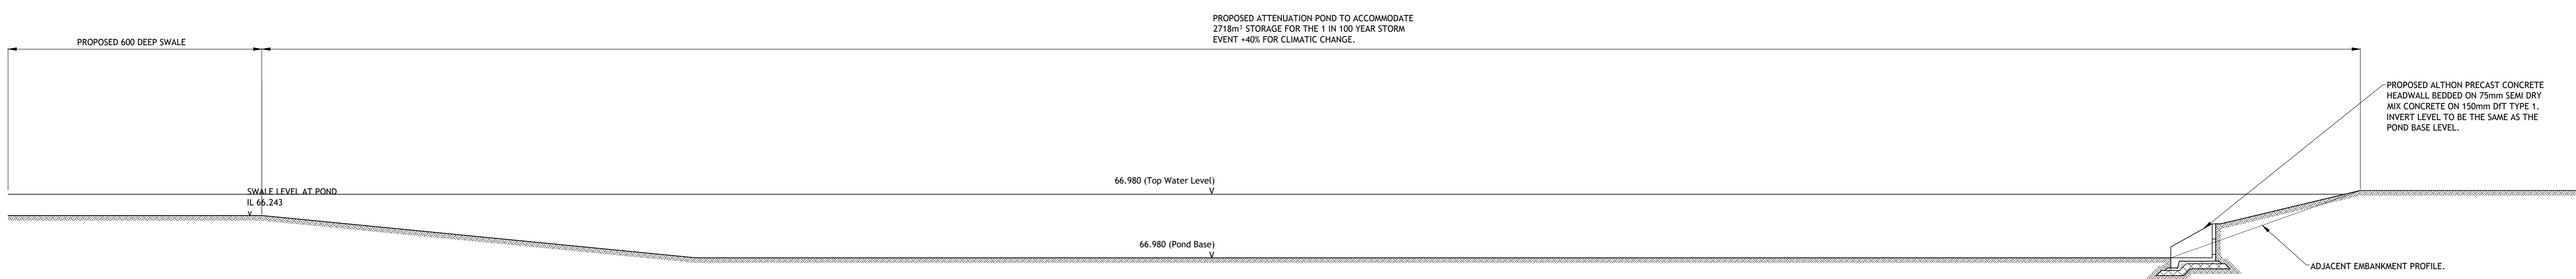 PROPOSED ATTENUATION POND TO ACCOMMODATE
2718m³ STORAGE FOR THE 1 IN 100 YEAR STORM
EVENT +40% FOR CLIMATIC CHANGE.
PROPOSED 600 DEEP SWALE
PROPOSED ALTHON PRECAST CONCRETE
HEADWALL BEDDED ON 75mm SEMI DRY
MIX CONCRETE ON 150mm DfT TYPE 1.
INVERT LEVEL TO BE THE SAME AS THE
POND BASE LEVEL.
66.980 (Top Water Level)
SWALE LEVEL AT POND
IL 66.243
66.980 (Pond Base)
ADJACENT EMBANKMENT PROFILE.